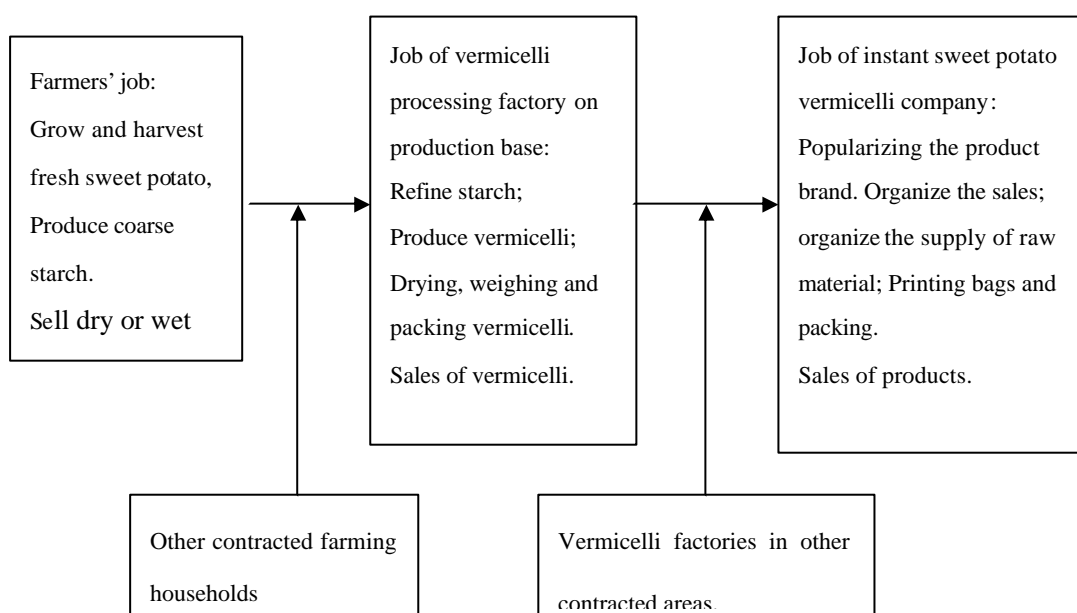 Farmers' job:
Grow and harvest
fresh sweet potato,
Produce coarse
starch.
Sell dry or wet
Job of vermicelli
processing factory on
production base:
Refine starch;
Produce vermicelli;
Drying, weighing and
packing vermicelli.
Sales of vermicelli.
Job of instant sweet potato
vermicelli company:
Popularizing the product
brand. Organize the sales;
organize the supply of raw
material; Printing bags and
packing.
Sales of products.
Other contracted farming
households
Vermicelli factories in other
contracted areas.